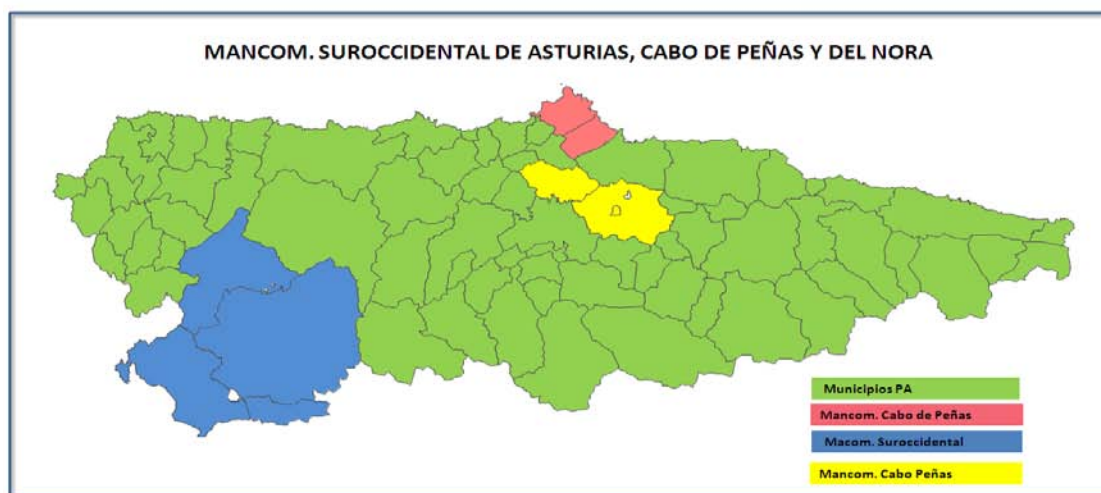 MANCOM. SUROCCIDENTAL DE ASTURIAS, CABO DE PEÑAS Y DEL NORA
Municipios PA
Mancom. Cabo de Peñas
Macom. Suroccidental
Mancom. Cabo Peñas